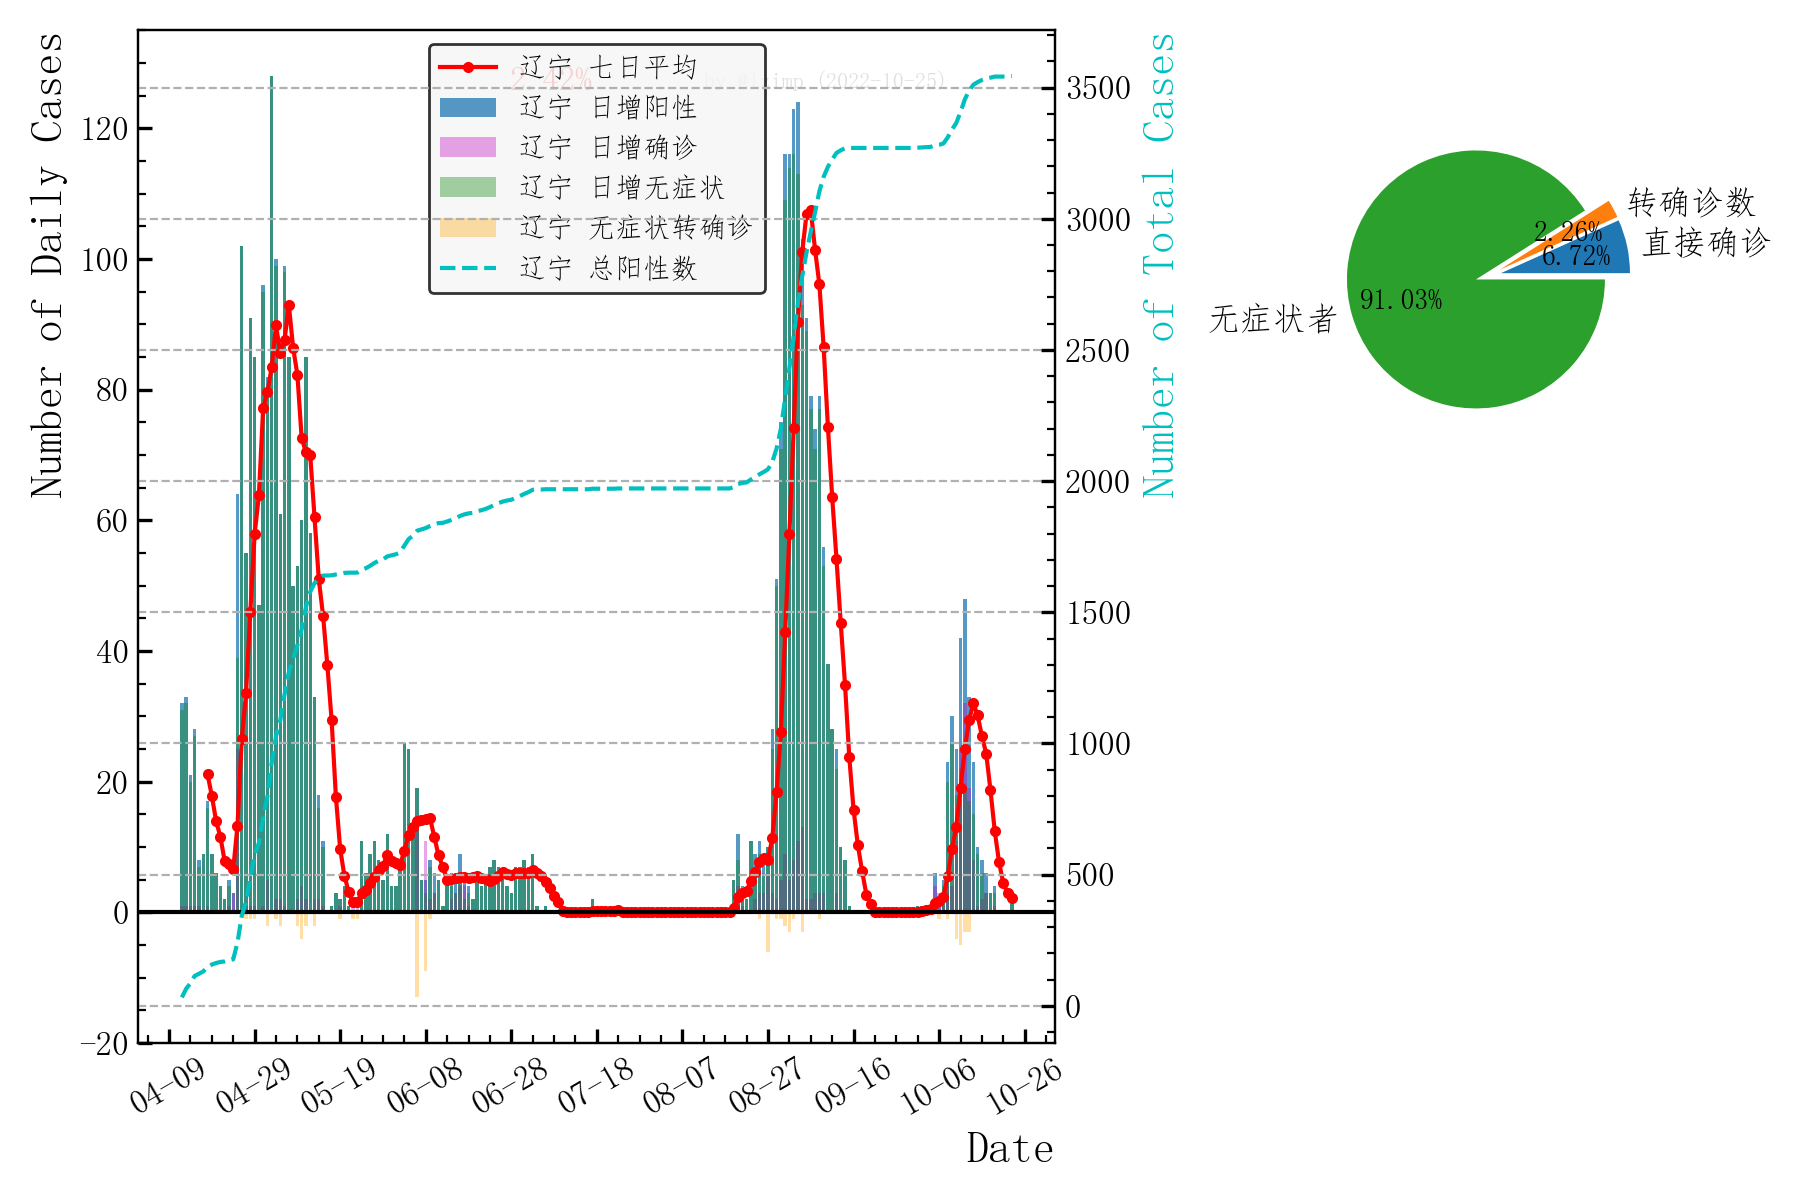 辽宁 七日平均
辽宁 日增阳性
辽宁 日增确诊
辽宁 日增无症状
辽宁 无症状转确诊
辽宁 总阳性数
2.42%
(2022-10-25)
Number of Daily Cases
120
100
80
60
40
20
0
−20
04-09
04-29
05-19
06-08
06-28
07-18
08-07
08-27
09-16
10-06
10-26
Date
3500
3000
2500
2000
1500
1000
500
0
Number of Total Cases
转确诊数
2.26%
直接确诊
6.72%
91.03%
无症状者